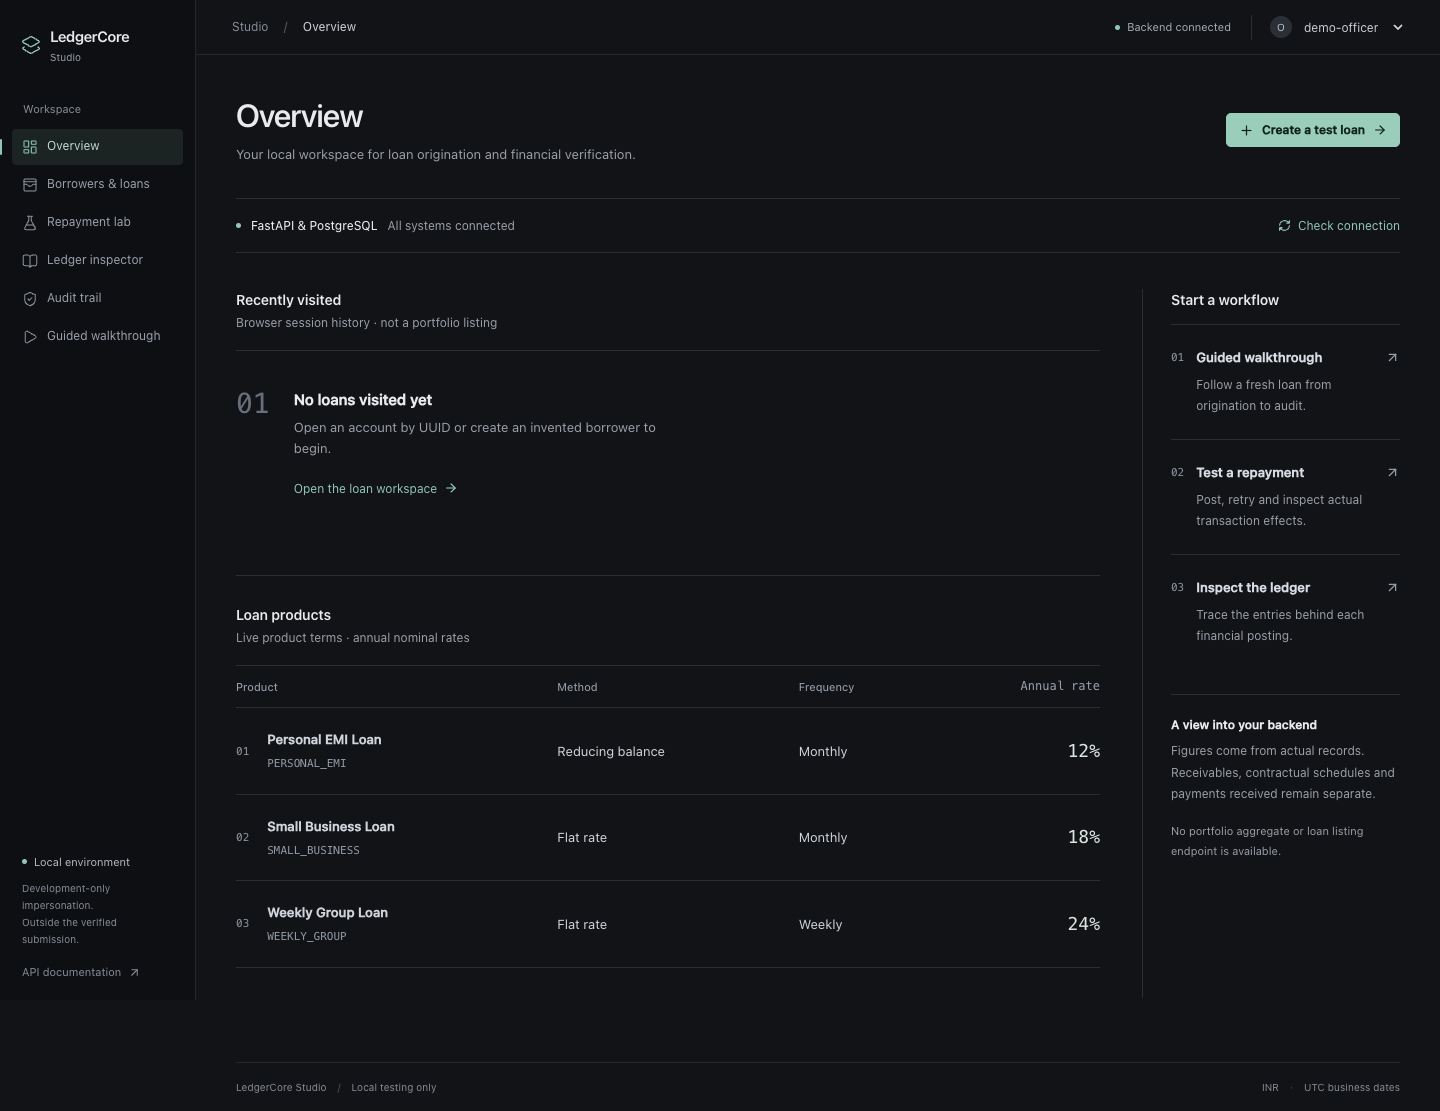 LedgerCore
Studio
Workspace
Overview
Borrowers & loans
Repayment lab
Ledger inspector
Audit trail
Guided walkthrough
Local environment
Development-only
impersonation.
Outside the verified
submission.
API documentation
Studio / Overview
Backend connected
O demo-officer
Overview
Your local workspace for loan origination and financial verification.
+ Create a test loan →
FastAPI & PostgreSQL All systems connected
Check connection
Recently visited
Browser session history · not a portfolio listing
01 No loans visited yet
Open an account by UUID or create an invented borrower to
begin.
Open the loan workspace →
Loan products
Live product terms · annual nominal rates
Product Method Frequency Annual rate
01 Personal EMI Loan Reducing balance Monthly 12%
PERSONAL_EMI
02 Small Business Loan Flat rate Monthly 18%
SMALL_BUSINESS
03 Weekly Group Loan Flat rate Weekly 24%
WEEKLY_GROUP
Start a workflow
01 Guided walkthrough
Follow a fresh loan from
origination to audit.
02 Test a repayment
Post, retry and inspect actual
transaction effects.
03 Inspect the ledger
Trace the entries behind each
financial posting.
A view into your backend
Figures come from actual records.
Receivables, contractual schedules and
payments received remain separate.
No portfolio aggregate or loan listing
endpoint is available.
LedgerCore Studio / Local testing only
INR · UTC business dates